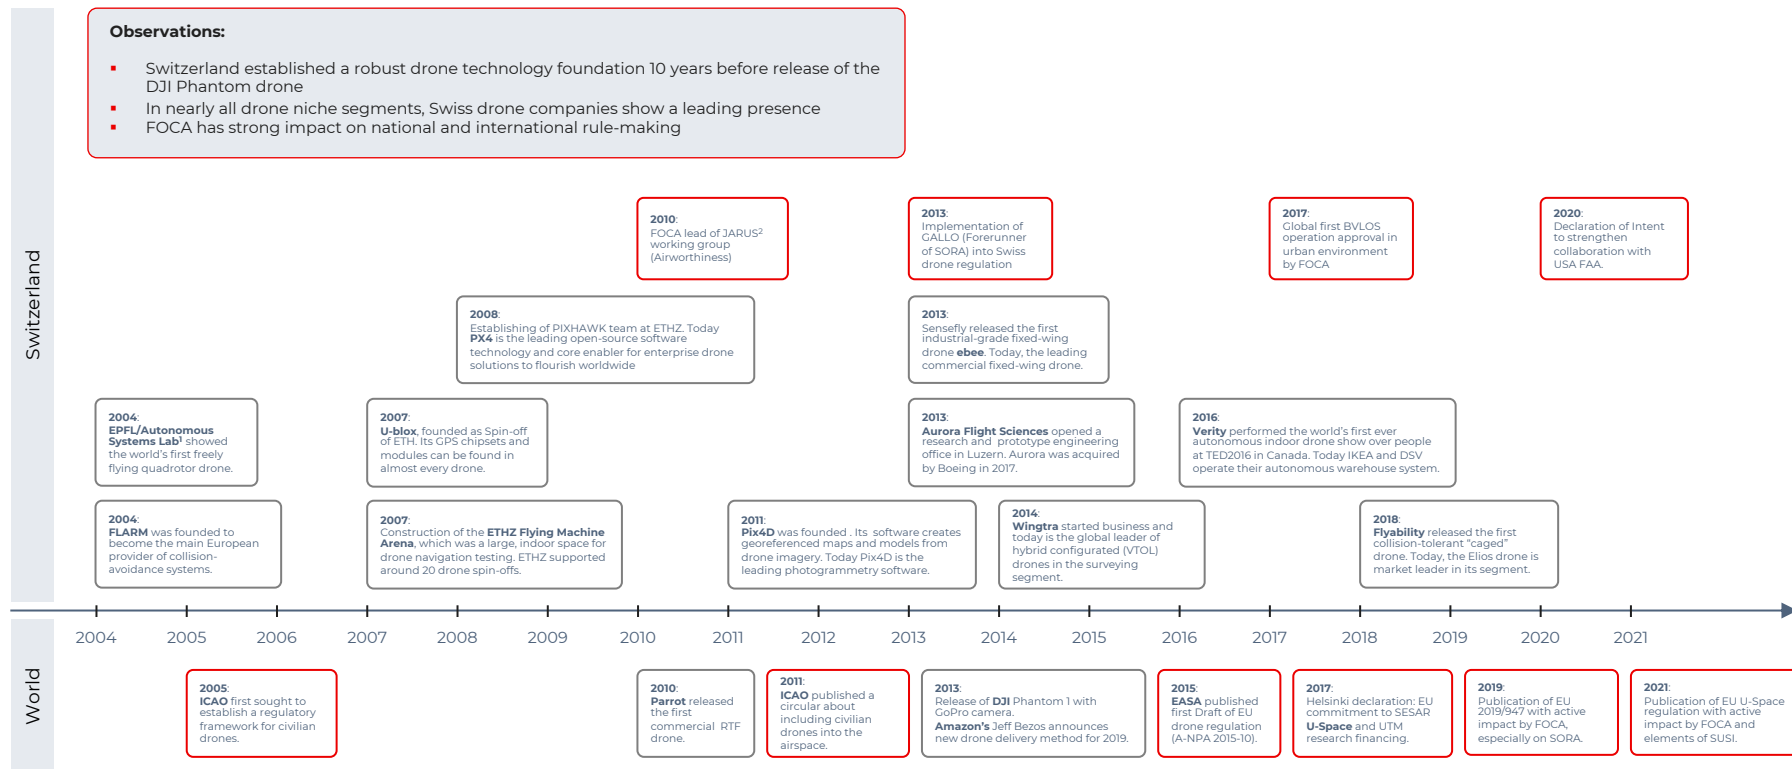 Observations:
Switzerland established a robust drone technology foundation 10 years before release of the
DJI Phantom drone
In nearly all drone niche segments, Swiss drone companies show a leading presence
FOCA has strong impact on national and international rule-making
Switzerland
2010:
FOCA lead of JARUS²
working group
(Airworthiness)
2013:
Implementation of
GALLO (Forerunner
of SORA) into Swiss
drone regulation
2017:
Global first BVLOS
operation approval in
urban environment
by FOCA
2020:
Declaration of Intent
to strengthen
collaboration with
USA FAA.
2008:
Establishing of PIXHAWK team at ETHZ. Today
PX4 is the leading open-source software
technology and core enabler for enterprise drone
solutions to flourish worldwide
2013:
Sensefly released the first
industrial-grade fixed-wing
drone ebee. Today, the leading
commercial fixed-wing drone.
2004:
EPFL/Autonomous
Systems Lab¹ showed
the world's first freely
flying quadrotor drone.
2007:
U-blox, founded as Spin-off
of ETH. Its GPS chipsets and
modules can be found in
almost every drone.
2013:
Aurora Flight Sciences opened a
research and prototype engineering
office in Luzern. Aurora was acquired
by Boeing in 2017.
2016:
Verity performed the world's first ever
autonomous indoor drone show over people
at TED2016 in Canada. Today IKEA and DSV
operate their autonomous warehouse system.
2004:
FLARM was founded to
become the main European
provider of collision-
avoidance systems.
2007:
Construction of the ETHZ Flying Machine
Arena, which was a large, indoor space for
drone navigation testing. ETHZ supported
around 20 drone spin-offs.
2011:
Pix4D was founded . Its software creates
georeferenced maps and models from
drone imagery. Today Pix4D is the
leading photogrammetry software.
2014:
Wingtra started business and
today is the global leader of
hybrid configurated (VTOL)
drones in the surveying
segment.
2018:
Flyability released the first
collision-tolerant “caged”
drone. Today, the Elios drone is
market leader in its segment.
2004 2005 2006 2007 2008 2009 2010 2011 2012 2013 2014 2015 2016 2017 2018 2019 2020 2021
World
2005:
ICAO first sought to
establish a regulatory
framework for civilian
drones.
2010:
Parrot released
the first
commercial RTF
drone.
2011:
ICAO published a
circular about
including civilian
drones into the
airspace.
2013:
Release of DJI Phantom 1 with
GoPro camera.
Amazon's Jeff Bezos announces
new drone delivery method for 2019.
2015:
EASA published
first Draft of EU
drone regulation
(A-NPA 2015-10).
2017:
Helsinki declaration: EU
commitment to SESAR
U-Space and UTM
research financing.
2019:
Publication of EU
2019/947 with active
impact by FOCA,
especially on SORA.
2021:
Publication of EU U-Space
regulation with active
impact by FOCA and
elements of SUSI.